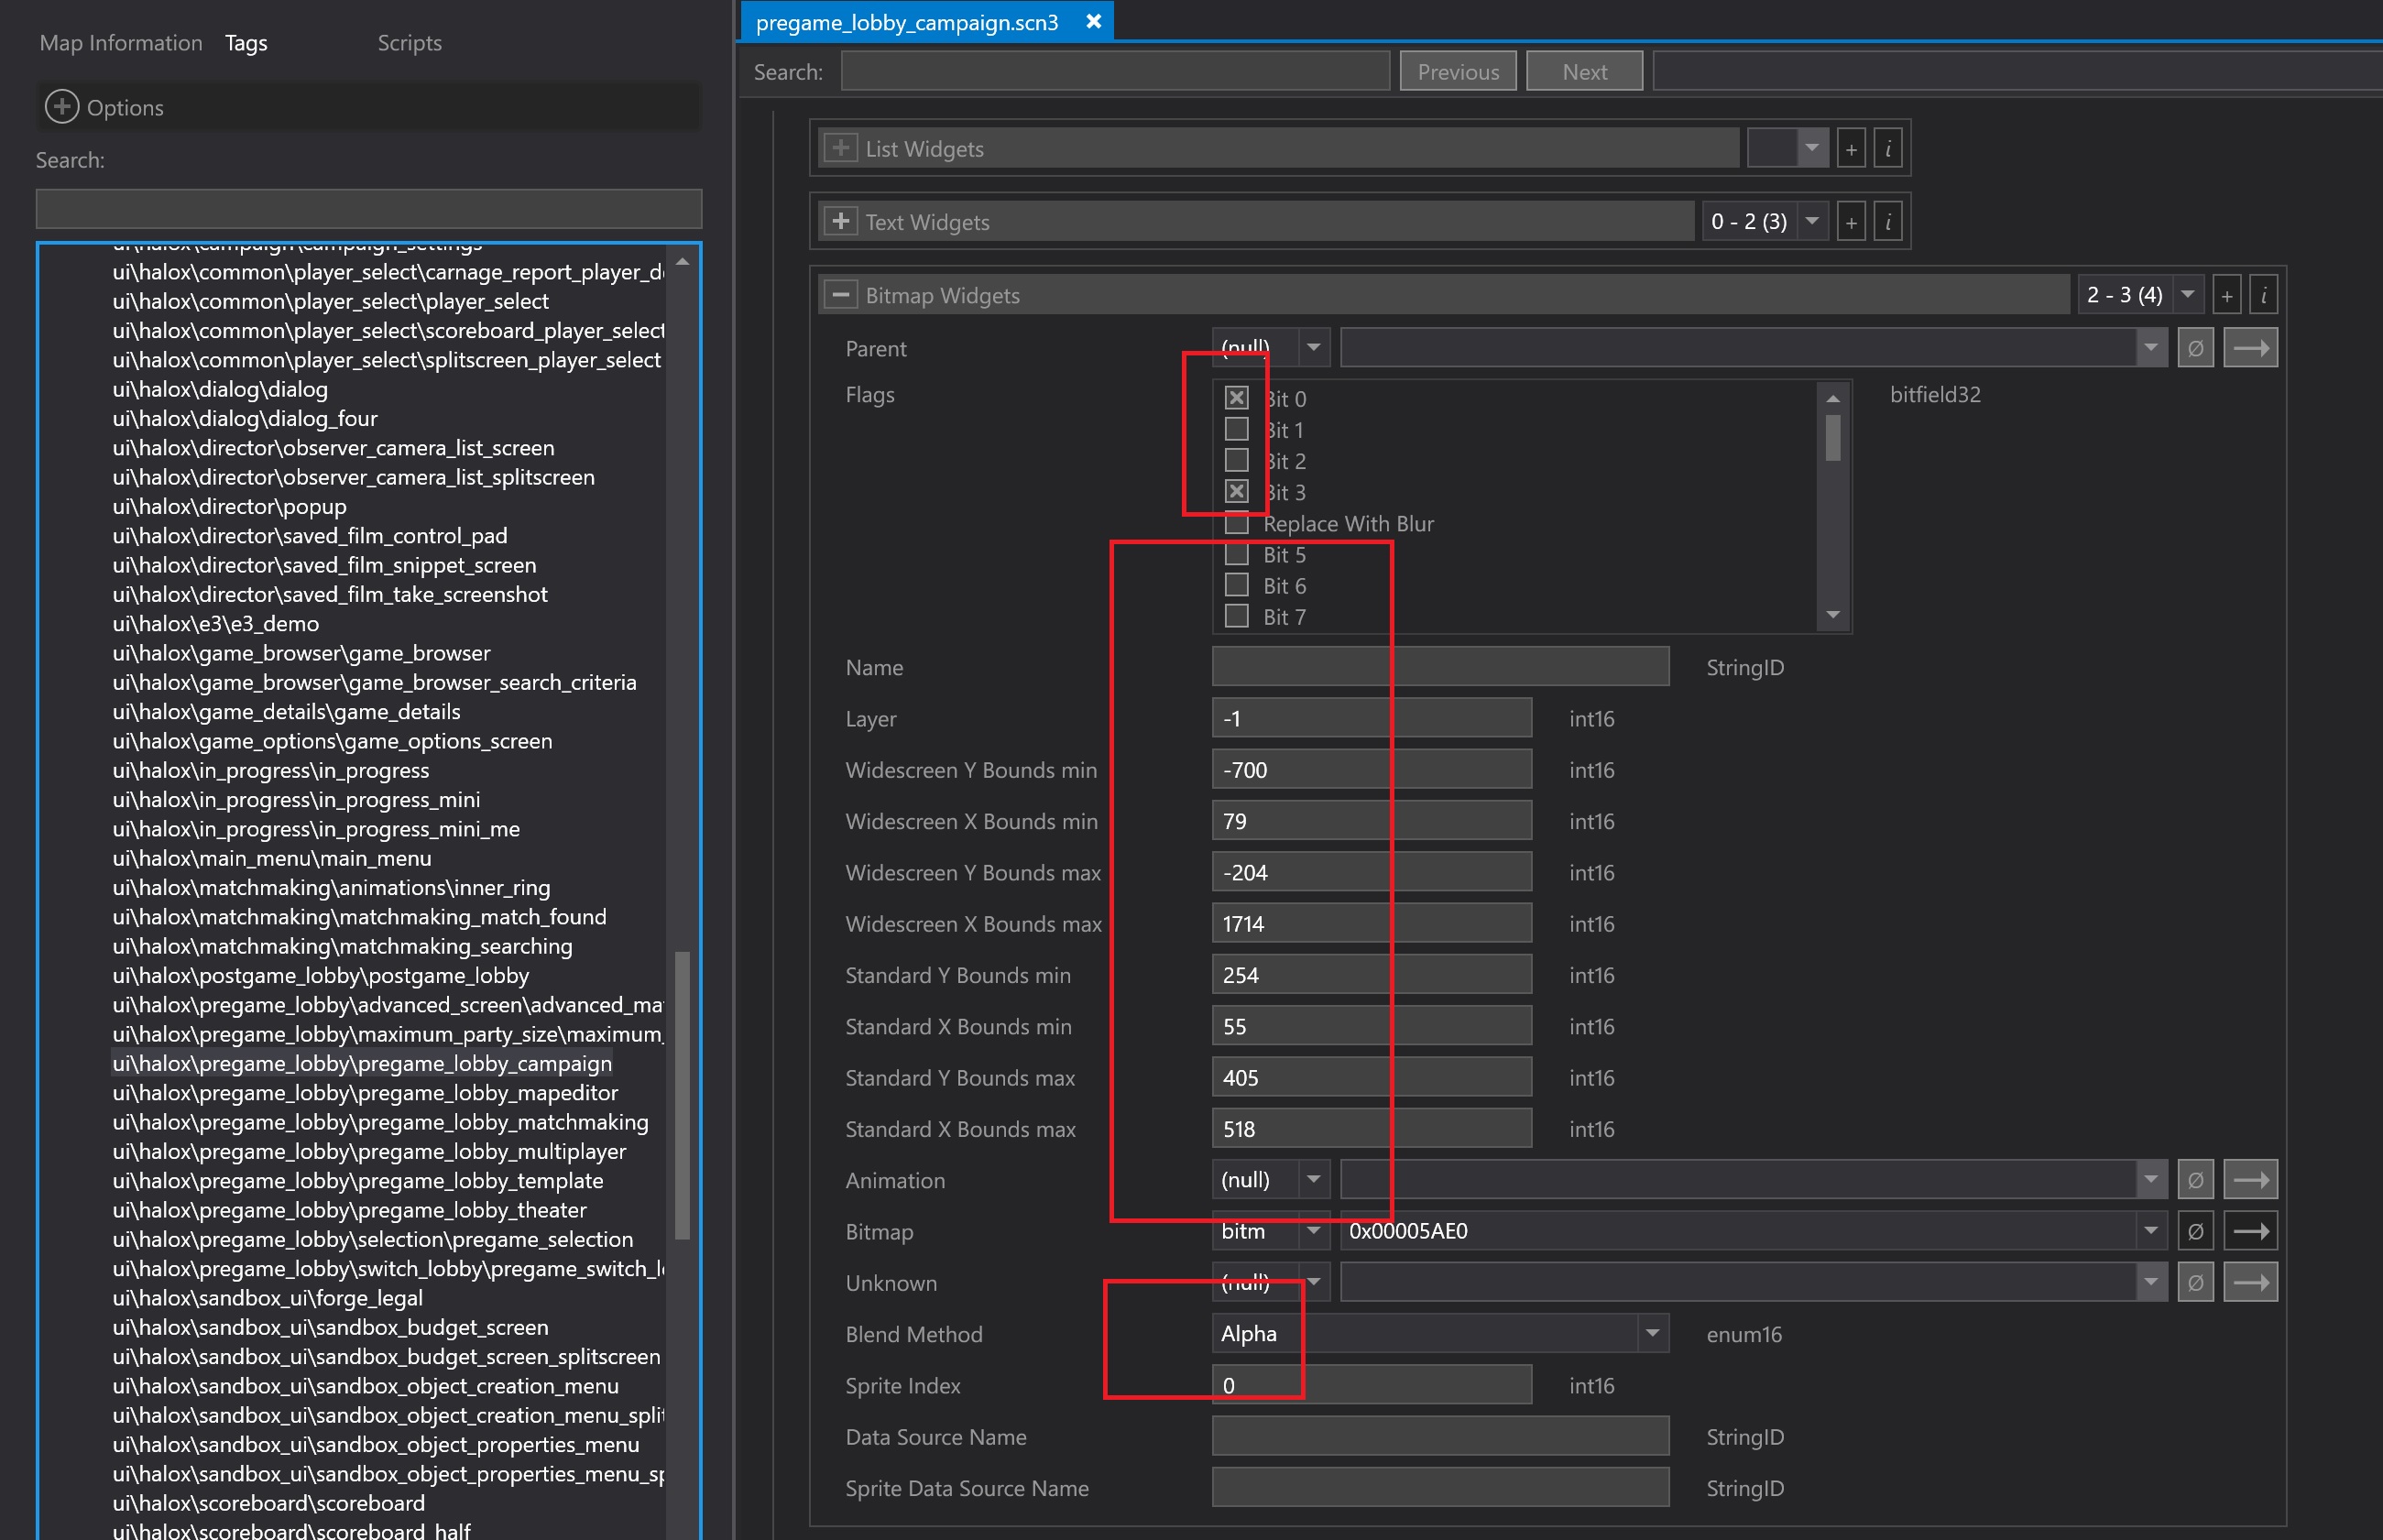 Map Information Tags Scripts
Options
Search:
ui\halox\campaign\campaign_settings
ui\halox\common\player_select\carnage_report_player_d
ui\halox\common\player_select\player_select
ui\halox\common\player_select\scoreboard_player_select
ui\halox\common\player_select\splitscreen_player_select
ui\halox\dialog\dialog
ui\halox\dialog\dialog_four
ui\halox\director\observer_camera_list_screen
ui\halox\director\observer_camera_list_splitscreen
ui\halox\director\popup
ui\halox\director\saved_film_control_pad
ui\halox\director\saved_film_snippet_screen
ui\halox\director\saved_film_take_screenshot
ui\halox\e3\e3_demo
ui\halox\game_browser\game_browser
ui\halox\game_browser\game_browser_search_criteria
ui\halox\game_details\game_details
ui\halox\game_options\game_options_screen
ui\halox\in_progress\in_progress
ui\halox\in_progress\in_progress_mini
ui\halox\in_progress\in_progress_mini_me
ui\halox\main_menu\main_menu
ui\halox\matchmaking\animations\inner_ring
ui\halox\matchmaking\matchmaking_match_found
ui\halox\matchmaking\matchmaking_searching
ui\halox\postgame_lobby\postgame_lobby
ui\halox\pregame_lobby\advanced_screen\advanced_ma
ui\halox\pregame_lobby\maximum_party_size\maximum_
ui\halox\pregame_lobby\pregame_lobby_campaign
ui\halox\pregame_lobby\pregame_lobby_mapeditor
ui\halox\pregame_lobby\pregame_lobby_matchmaking
ui\halox\pregame_lobby\pregame_lobby_multiplayer
ui\halox\pregame_lobby\pregame_lobby_template
ui\halox\pregame_lobby\pregame_lobby_theater
ui\halox\pregame_lobby\selection\pregame_selection
ui\halox\pregame_lobby\switch_lobby\pregame_switch_l
ui\halox\sandbox_ui\forge_legal
ui\halox\sandbox_ui\sandbox_budget_screen
ui\halox\sandbox_ui\sandbox_budget_screen_splitscreen
ui\halox\sandbox_ui\sandbox_object_creation_menu
ui\halox\sandbox_ui\sandbox_object_creation_menu_split
ui\halox\sandbox_ui\sandbox_object_properties_menu
ui\halox\sandbox_ui\sandbox_object_properties_menu_sp
ui\halox\scoreboard\scoreboard
ui\halox\scoreboard\scoreboard_half
pregame_lobby_campaign.scn3
Search: Previous Next
List Widgets + i
Text Widgets 0 - 2 (3) + i
Bitmap Widgets 2 - 3 (4) + i
Parent (null) Ø
Flags bitfield32
Bit 0
Bit 1
Bit 2
Bit 3
Replace With Blur
Bit 5
Bit 6
Bit 7
Name StringID
Layer -1 int16
Widescreen Y Bounds min -700 int16
Widescreen X Bounds min 79 int16
Widescreen Y Bounds max -204 int16
Widescreen X Bounds max 1714 int16
Standard Y Bounds min 254 int16
Standard X Bounds min 55 int16
Standard Y Bounds max 405 int16
Standard X Bounds max 518 int16
Animation (null) Ø
Bitmap bitm 0x00005AE0 Ø
Unknown (null) Ø
Blend Method Alpha enum16
Sprite Index 0 int16
Data Source Name StringID
Sprite Data Source Name StringID